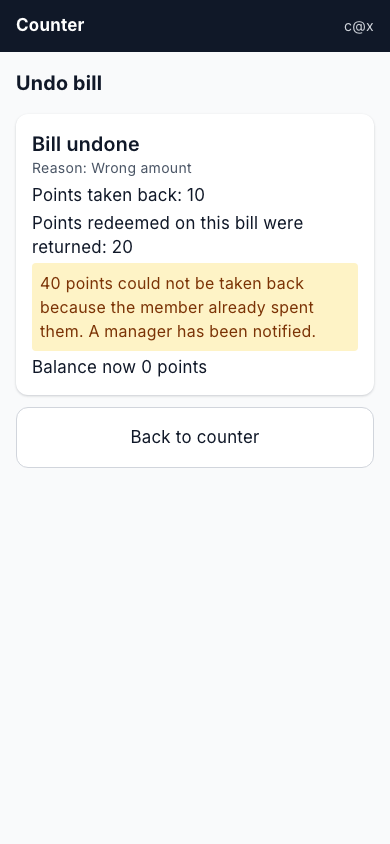 Counter
c@x
Undo bill
Bill undone
Reason: Wrong amount
Points taken back: 10
Points redeemed on this bill were
returned: 20
40 points could not be taken back
because the member already spent
them. A manager has been notified.
Balance now 0 points
Back to counter